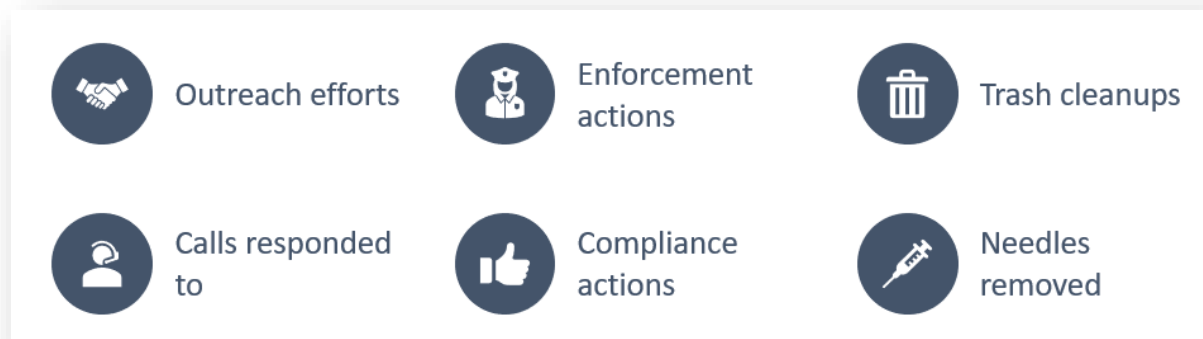 Outreach efforts
Enforcement
actions
Trash cleanups
Calls responded
to
Compliance
actions
Needles
removed